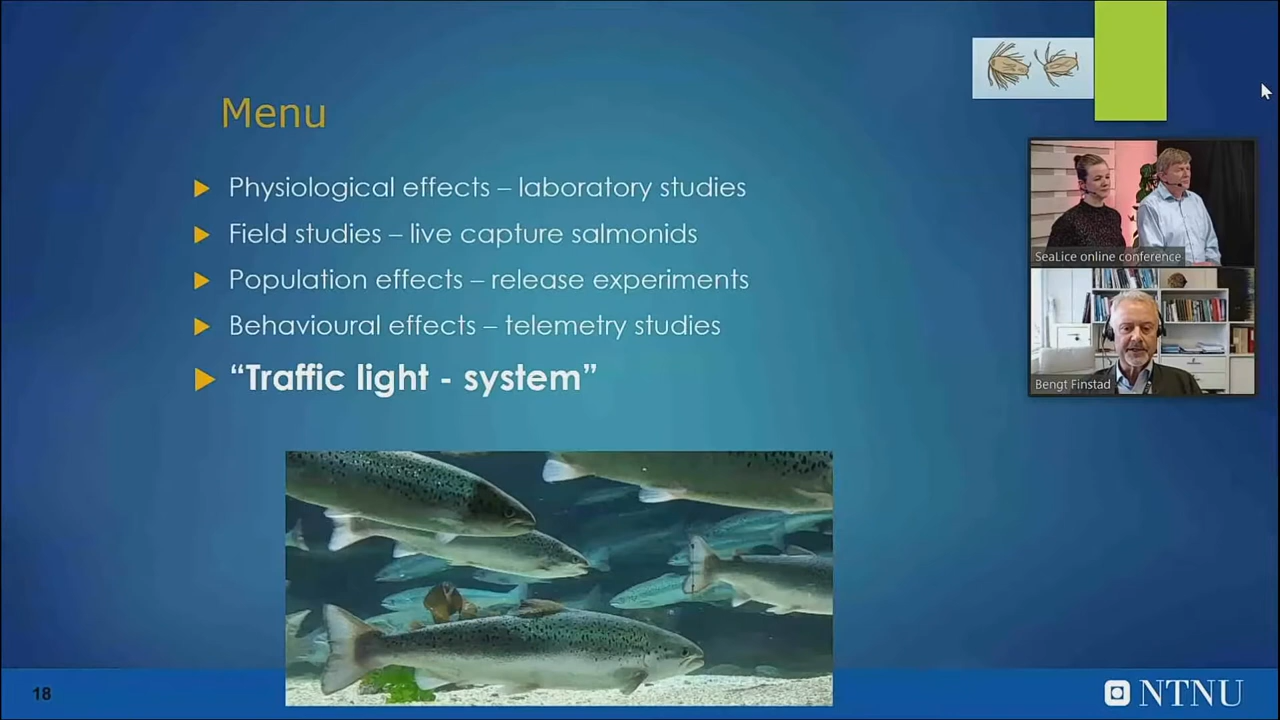 Menu
Physiological effects – laboratory studies
Field studies – live capture salmonids
Population effects – release experiments
Behavioural effects – telemetry studies
“Traffic light - system”
SeaLice online conference
Bengt Finstad
18
NTNU